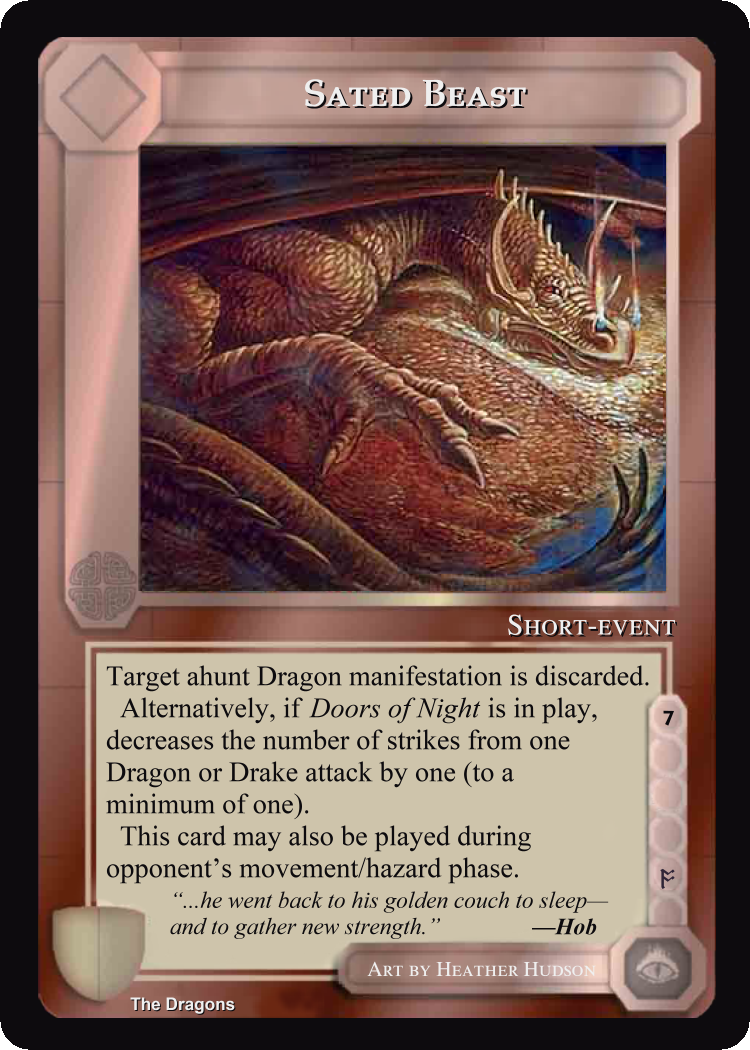 Sated Beast
Short-event
Target ahunt Dragon manifestation is discarded.
Alternatively, if Doors of Night is in play,
decreases the number of strikes from one
Dragon or Drake attack by one (to a
minimum of one).
This card may also be played during
opponent’s movement/hazard phase.
“...he went back to his golden couch to sleep—
and to gather new strength.” —Hob
7
Art by Heather Hudson
The Dragons